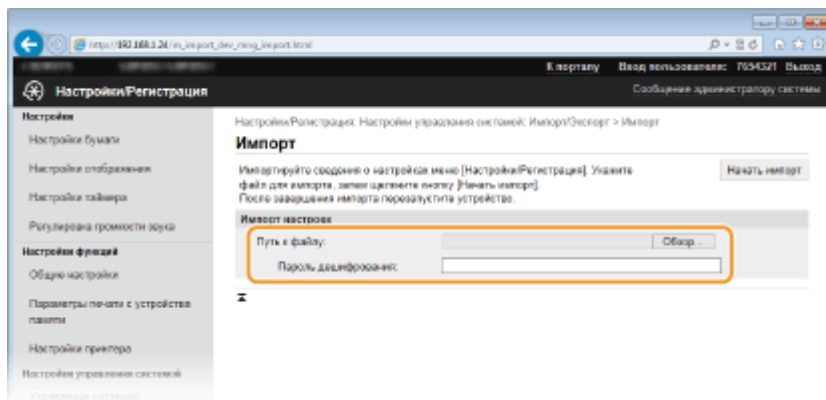 http://192.168.1.24/m_import_dev_mng_import.html
К порталу Вход пользователя: 7654321 Выход
Настройки/Регистрация Сообщение администратору системы
Настройки
Настройки бумаги
Настройки отображения
Настройки таймера
Регулировка громкости звука
Настройки функций
Общие настройки
Параметры печати с устройства
памяти
Настройки принтера
Настройки управления системой
Управление системой
Настройки/Регистрация: Настройки управления системой: Импорт/Экспорт > Импорт
Импорт
Импортируйте сведения о настройках меню [Настройки/Регистрация]. Укажите
файл для импорта, затем щелкните кнопку [Начать импорт].
После завершения импорта перезапустите устройство.
Начать импорт
Импорт настроек
Путь к файлу: Обзор...
Пароль дешифрования: